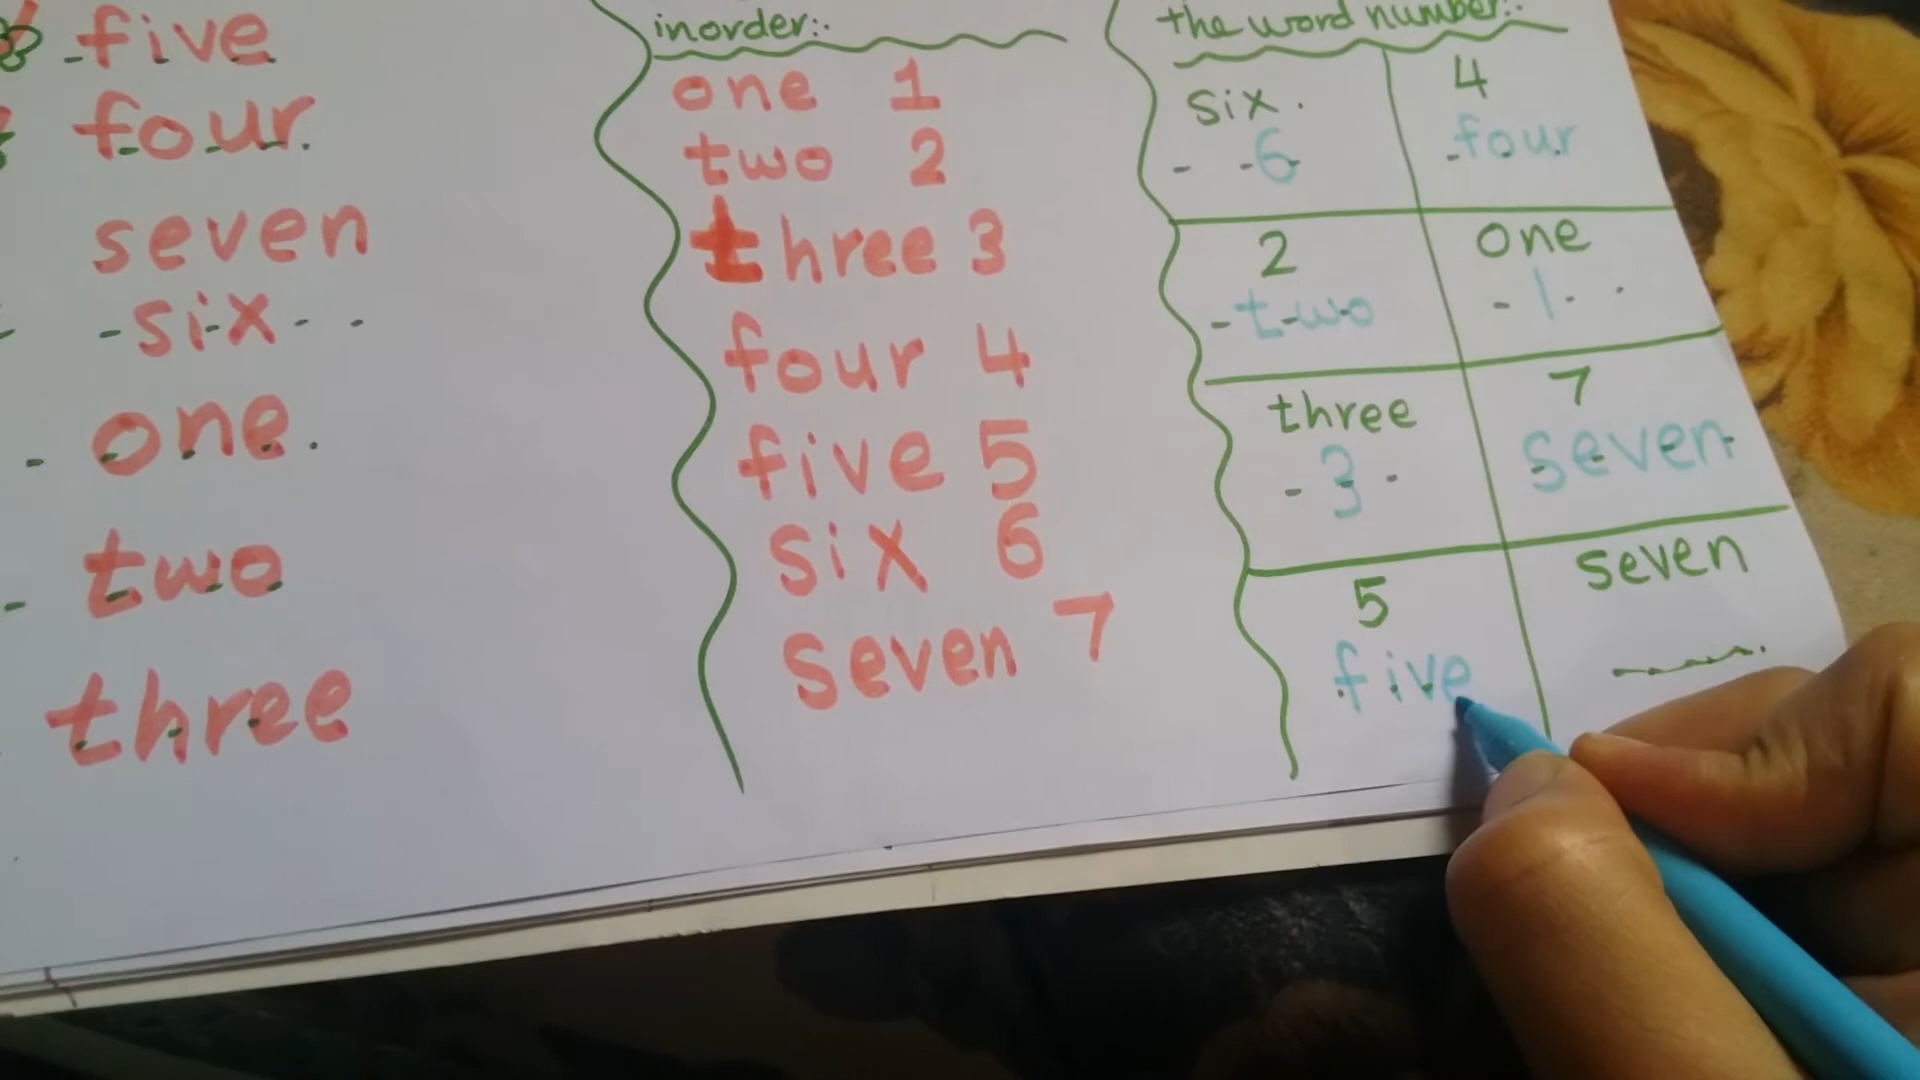 five
four
seven
six
one
two
three
inorder:.
one 1
two 2
three 3
four 4
five 5
six 6
seven 7
the word number:.
six
6
4
four
2
two
one
1
three
3
7
seven
5
five
seven